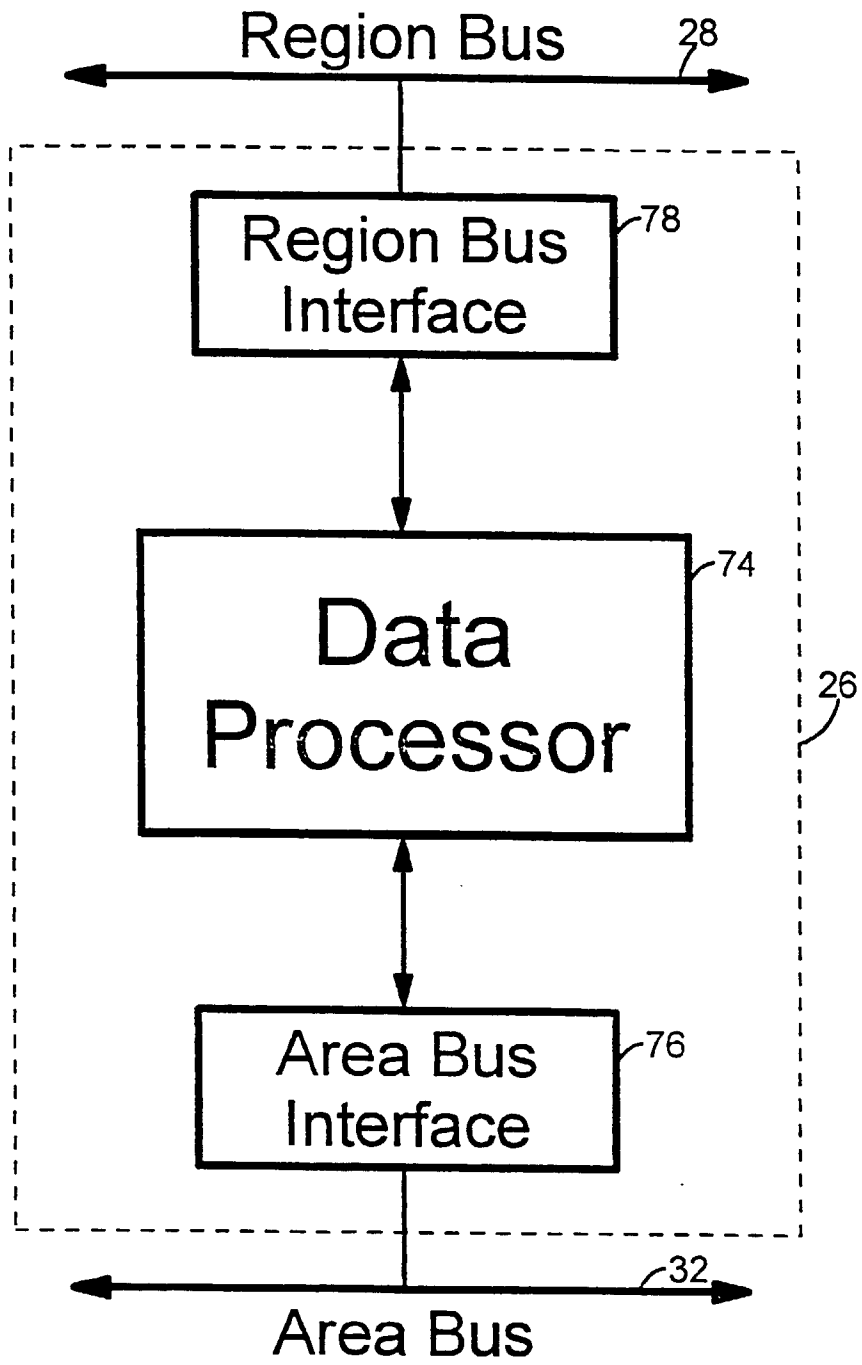 Region Bus
28
Region Bus
Interface
78
Data
Processor
74
26
Area Bus
Interface
76
32
Area Bus